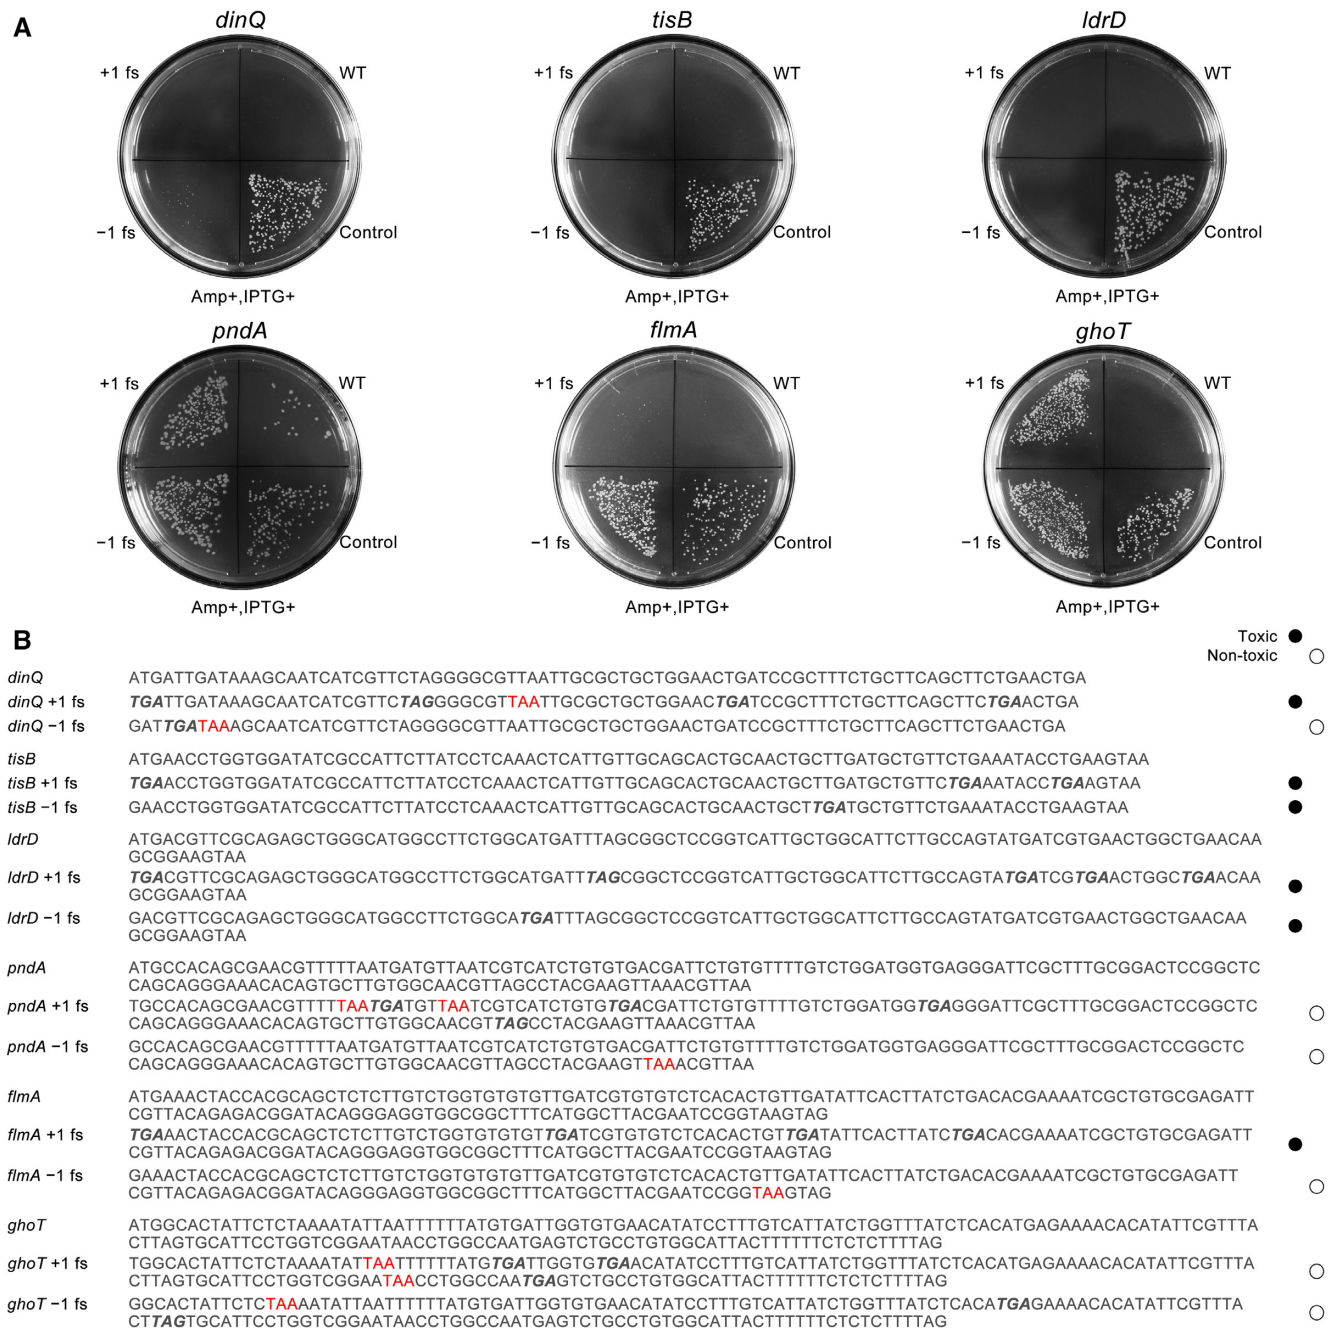 A
dinQ
tisB
ldrD
+1 fs
WT
+1 fs
WT
+1 fs
WT
−1 fs
Control
−1 fs
Control
−1 fs
Control
Amp+,IPTG+
Amp+,IPTG+
Amp+,IPTG+
pndA
flmA
ghoT
+1 fs
WT
+1 fs
WT
+1 fs
WT
−1 fs
Control
−1 fs
Control
−1 fs
Control
Amp+,IPTG+
Amp+,IPTG+
Amp+,IPTG+
B
Toxic
Non-toxic
dinQ ATGATTGATAAAGCAATCATCGTTCTAGGGGCGTTAATTGCGCTGCTGGAACTGATCCGCTTTCTGCTTCAGCTTCTGAACTGA
dinQ +1 fs TGATTGATAAAGCAATCATCGTTCTAGGGGCGTTAATTGCGCTGCTGGAACTGATCCGCTTTCTGCTTCAGCTTCTGAACTGA
dinQ −1 fs GATTGATAAAGCAATCATCGTTCTAGGGGCGTTAATTGCGCTGCTGGAACTGATCCGCTTTCTGCTTCAGCTTCTGAACTGA
tisB ATGAACCTGGTGGATATCGCCATTCTTATCCTCAAACTCATTGTTGCAGCACTGCAACTGCTTGATGCTGTTCTGAAATACCTGAAGTAA
tisB +1 fs TGAACCTGGTGGATATCGCCATTCTTATCCTCAAACTCATTGTTGCAGCACTGCAACTGCTTGATGCTGTTCTGAAATACCTGAAGTAA
tisB −1 fs GAACCTGGTGGATATCGCCATTCTTATCCTCAAACTCATTGTTGCAGCACTGCAACTGCTTGATGCTGTTCTGAAATACCTGAAGTAA
ldrD ATGACGTTCGCAGAGCTGGGCATGGCCTTCTGGCATGATTTAGCGGCTCCGGTCATTGCTGGCATTCTTGCCAGTATGATCGTGAACTGGCTGAACAA
GCGGAAGTAA
ldrD +1 fs TGACGTTCGCAGAGCTGGGCATGGCCTTCTGGCATGATTTAGCGGCTCCGGTCATTGCTGGCATTCTTGCCAGTATGATCGTGAACTGGCTGAACAA
GCGGAAGTAA
ldrD −1 fs GACGTTCGCAGAGCTGGGCATGGCCTTCTGGCATGATTTAGCGGCTCCGGTCATTGCTGGCATTCTTGCCAGTATGATCGTGAACTGGCTGAACAA
GCGGAAGTAA
pndA ATGCCACAGCGAACGTTTTTAATGATGTTAATCGTCATCTGTGTGACGATTCTGTGTTTTGTCTGGATGGTGAGGGATTCGCTTTGCGGACTCCGGCTC
CAGCAGGGAAACACAGTGCTTGTGGCAACGTTAGCCTACGAAGTTAAACGTTAA
pndA +1 fs TGCCACAGCGAACGTTTTTAATGATGTTAATCGTCATCTGTGTGACGATTCTGTGTTTTGTCTGGATGGTGAGGGATTCGCTTTGCGGACTCCGGCTC
CAGCAGGGAAACACAGTGCTTGTGGCAACGTTAGCCTACGAAGTTAAACGTTAA
pndA −1 fs GCCACAGCGAACGTTTTTAATGATGTTAATCGTCATCTGTGTGACGATTCTGTGTTTTGTCTGGATGGTGAGGGATTCGCTTTGCGGACTCCGGCTC
CAGCAGGGAAACACAGTGCTTGTGGCAACGTTAGCCTACGAAGTTAAACGTTAA
flmA ATGAAACTACCACGCAGCTCTCTTGTCTGGTGTGTGTTGATCGTGTGTCTCACACTGTTGATATTCACTTATCTGACACGAAAATCGCTGTGCGAGATT
CGTTACAGAGACGGATACAGGGAGGTGGCGGCTTTCATGGCTTACGAATCCGGTAAGTAG
flmA +1 fs TGAAACTACCACGCAGCTCTCTTGTCTGGTGTGTGTTGATCGTGTGTCTCACACTGTTGATATTCACTTATCTGACACGAAAATCGCTGTGCGAGATT
CGTTACAGAGACGGATACAGGGAGGTGGCGGCTTTCATGGCTTACGAATCCGGTAAGTAG
flmA −1 fs GAAACTACCACGCAGCTCTCTTGTCTGGTGTGTGTTGATCGTGTGTCTCACACTGTTGATATTCACTTATCTGACACGAAAATCGCTGTGCGAGATT
CGTTACAGAGACGGATACAGGGAGGTGGCGGCTTTCATGGCTTACGAATCCGGTAAGTAG
ghoT ATGGCACTATTCTCTAAAATATTAATTTTTTATGTGATTGGTGTGAACATATCCTTTGTCATTATCTGGTTTATCTCACATGAGAAAACACATATTCGTTTA
CTTAGTGCATTCCTGGTCGGAATAACCTGGCCAATGAGTCTGCCTGTGGCATTACTTTTTTCTCTCTTTTAG
ghoT +1 fs TGGCACTATTCTCTAAAATATTAATTTTTTATGTGATTGGTGTGAACATATCCTTTGTCATTATCTGGTTTATCTCACATGAGAAAACACATATTCGTTTA
CTTAGTGCATTCCTGGTCGGAATAACCTGGCCAATGAGTCTGCCTGTGGCATTACTTTTTTCTCTCTTTTAG
ghoT −1 fs GGCACTATTCTCTAAAATATTAATTTTTTATGTGATTGGTGTGAACATATCCTTTGTCATTATCTGGTTTATCTCACATGAGAAAACACATATTCGTTTA
CTTAGTGCATTCCTGGTCGGAATAACCTGGCCAATGAGTCTGCCTGTGGCATTACTTTTTTCTCTCTTTTAG